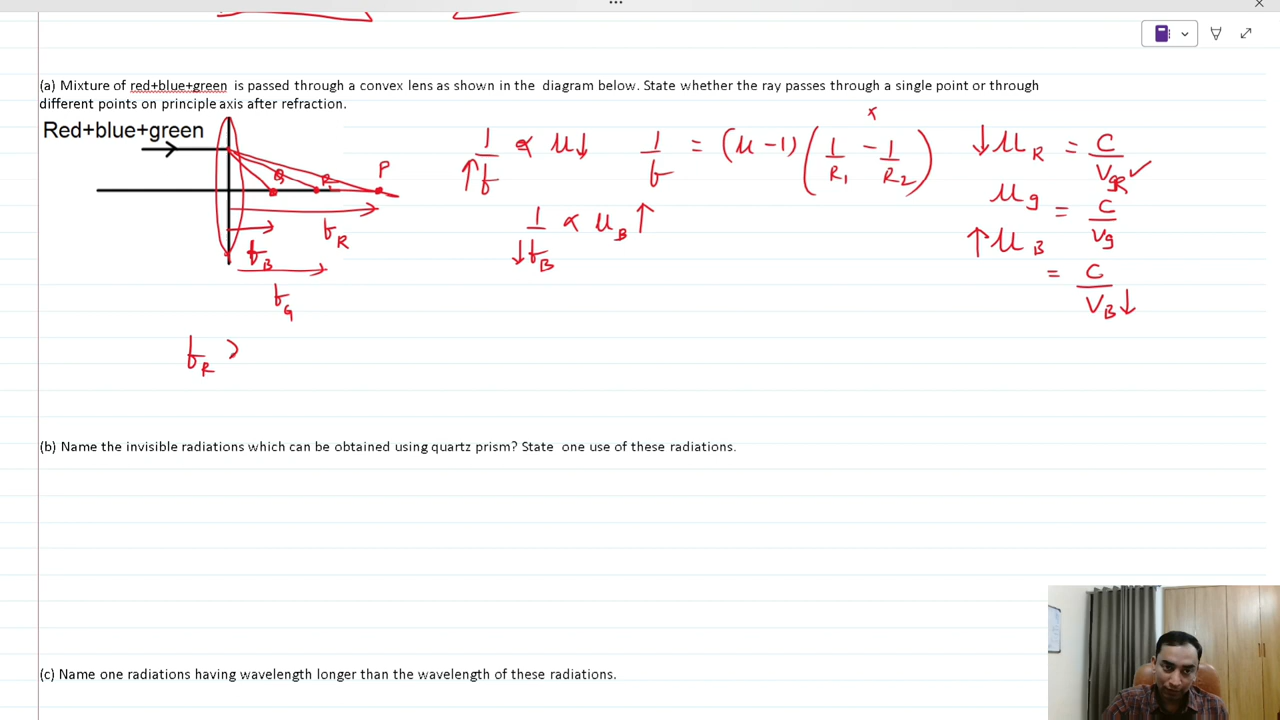 (a) Mixture of red+blue+green is passed through a convex lens as shown in the diagram below. State whether the ray passes through a single point or through
different points on principle axis after refraction.
Red+blue+green
P
f_B
f_R
f_G
f_R >
↑ 1/f ∝ μ↓
1/f = (μ - 1) (1/R₁ - 1/R₂)
1/↓f_B ∝ μ_B ↑
↓μ_R = C/V_R ✓
μ_g = C/V_g
↑μ_B = C/V_B↓
(b) Name the invisible radiations which can be obtained using quartz prism? State one use of these radiations.
(c) Name one radiations having wavelength longer than the wavelength of these radiations.